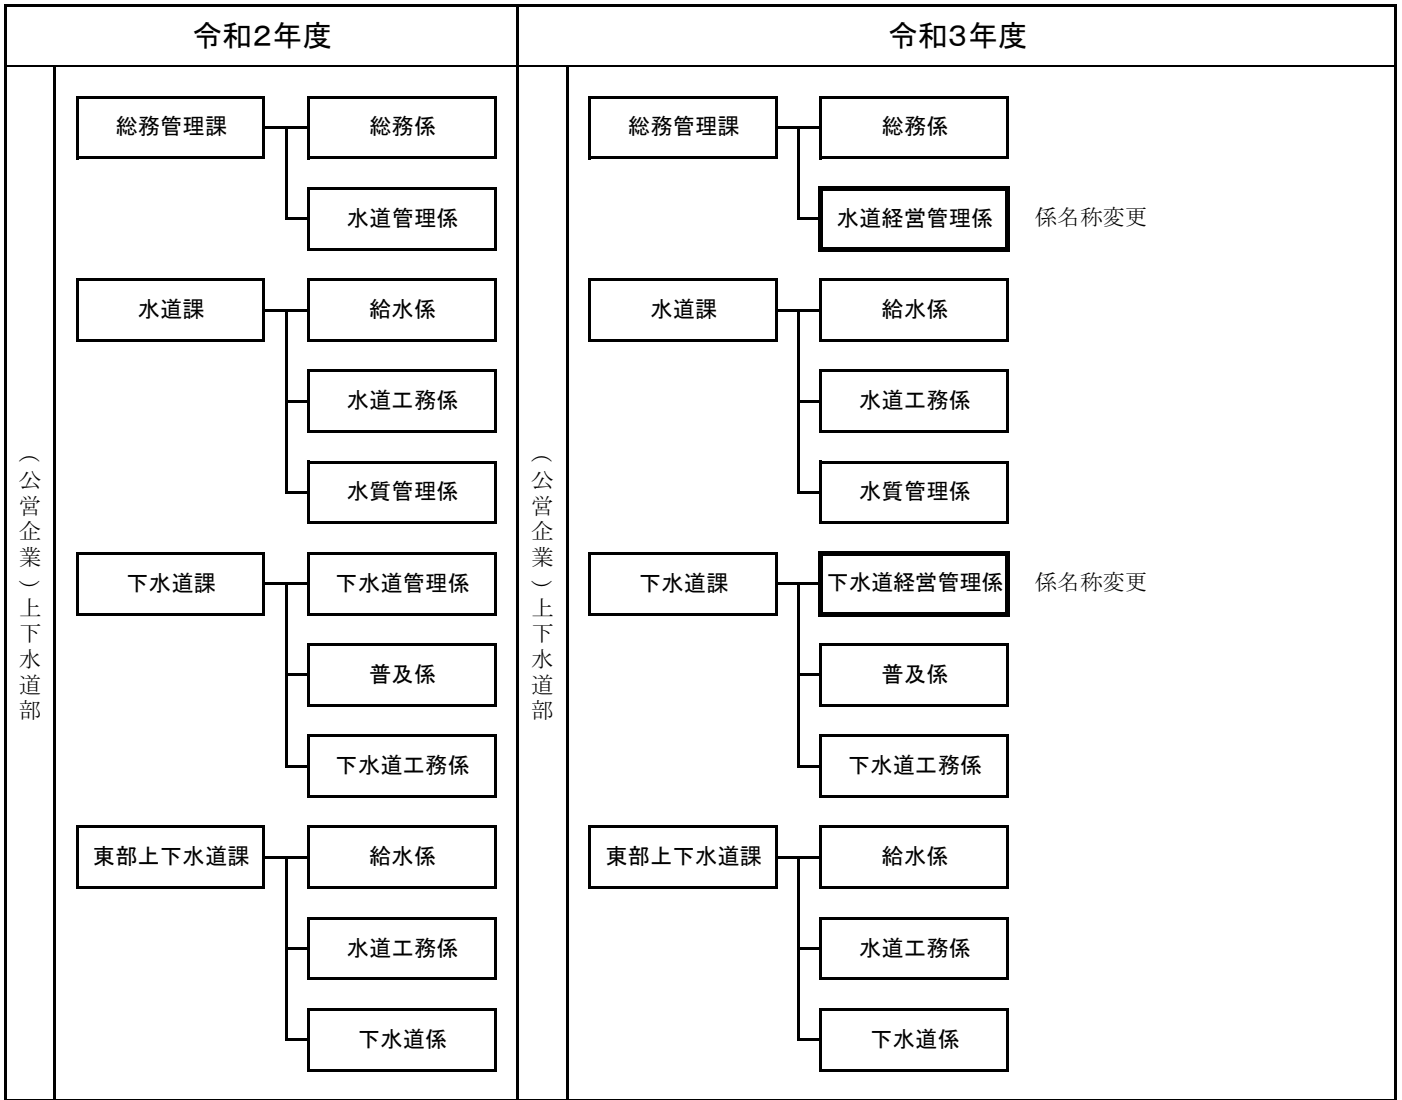 令和2年度
(公営企業)上下水道部
総務管理課
総務係
水道管理係
水道課
給水係
水道工務係
水質管理係
下水道課
下水道管理係
普及係
下水道工務係
東部上下水道課
給水係
水道工務係
下水道係
令和3年度
(公営企業)上下水道部
総務管理課
総務係
水道経営管理係
係名称変更
水道課
給水係
水道工務係
水質管理係
下水道課
下水道経営管理係
係名称変更
普及係
下水道工務係
東部上下水道課
給水係
水道工務係
下水道係